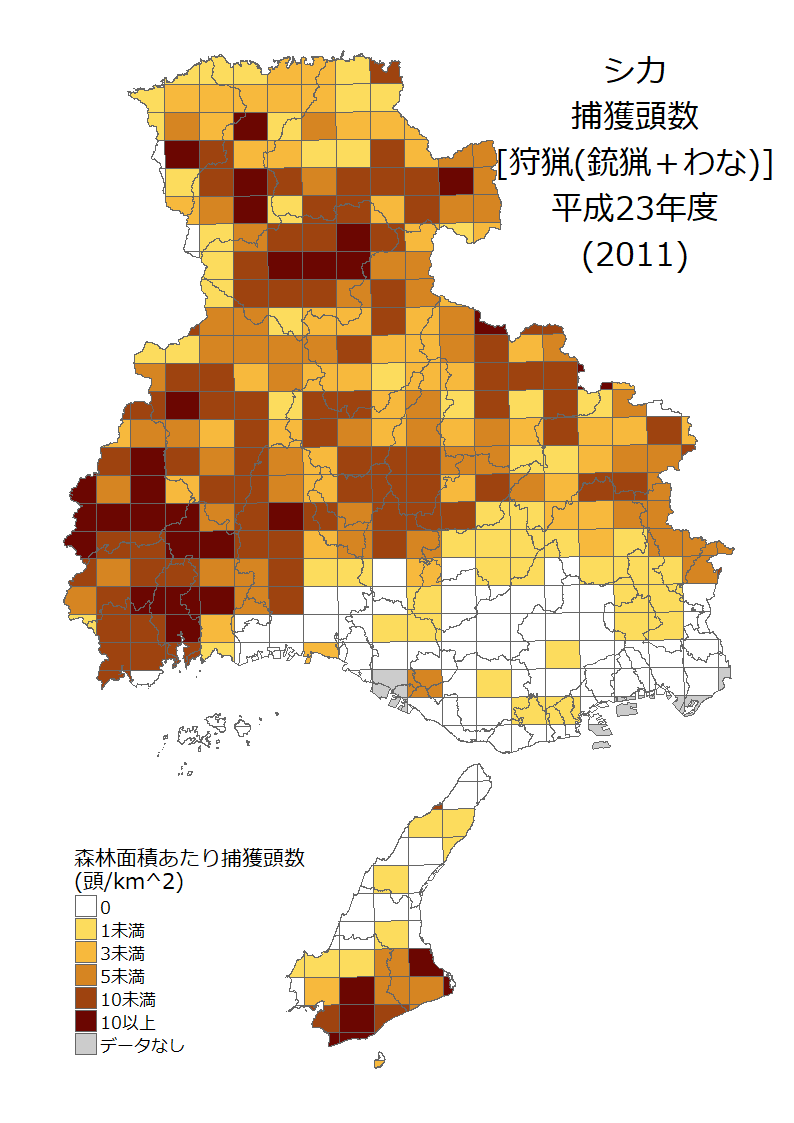 シカ
捕獲頭数
[狩猟(銃猟＋わな)]
平成23年度
(2011)
森林面積あたり捕獲頭数
(頭/km^2)
0
1未満
3未満
5未満
10未満
10以上
データなし